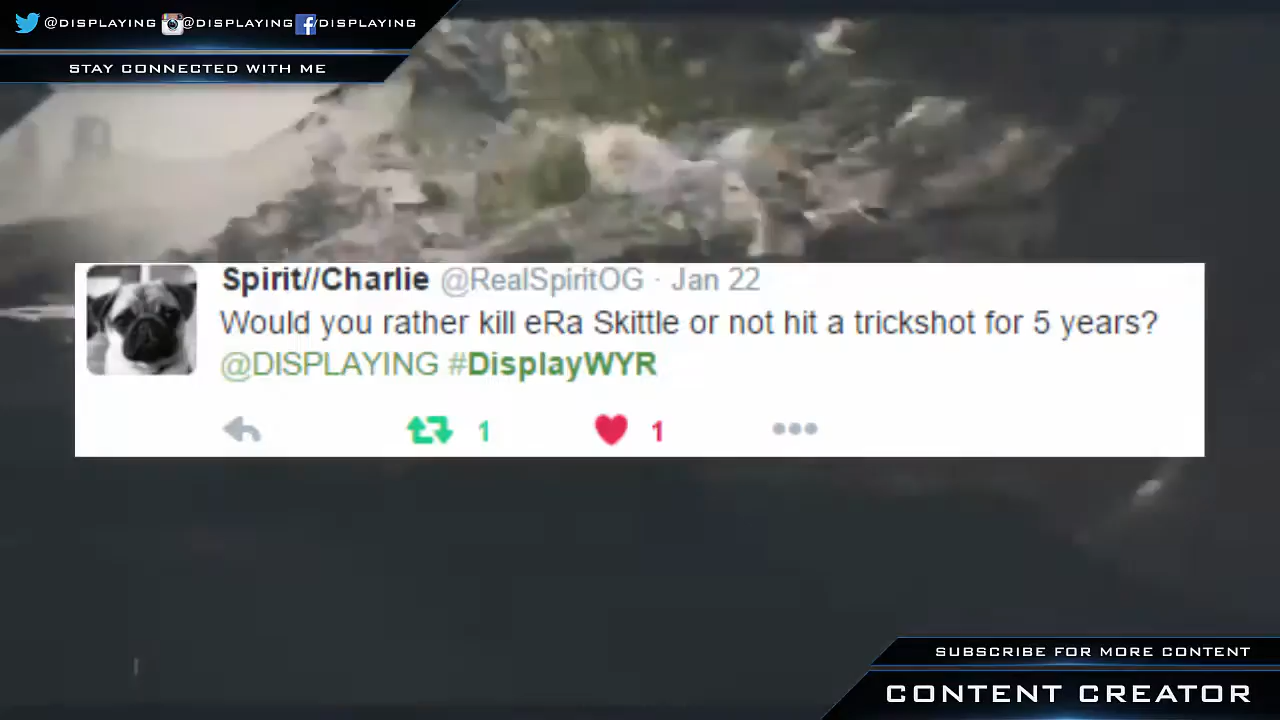 @DISPLAYING @DISPLAYING /DISPLAYING
STAY CONNECTED WITH ME
Spirit//Charlie @RealSpiritOG · Jan 22
Would you rather kill eRa Skittle or not hit a trickshot for 5 years?
@DISPLAYING #DisplayWYR
1 1
SUBSCRIBE FOR MORE CONTENT
CONTENT CREATOR